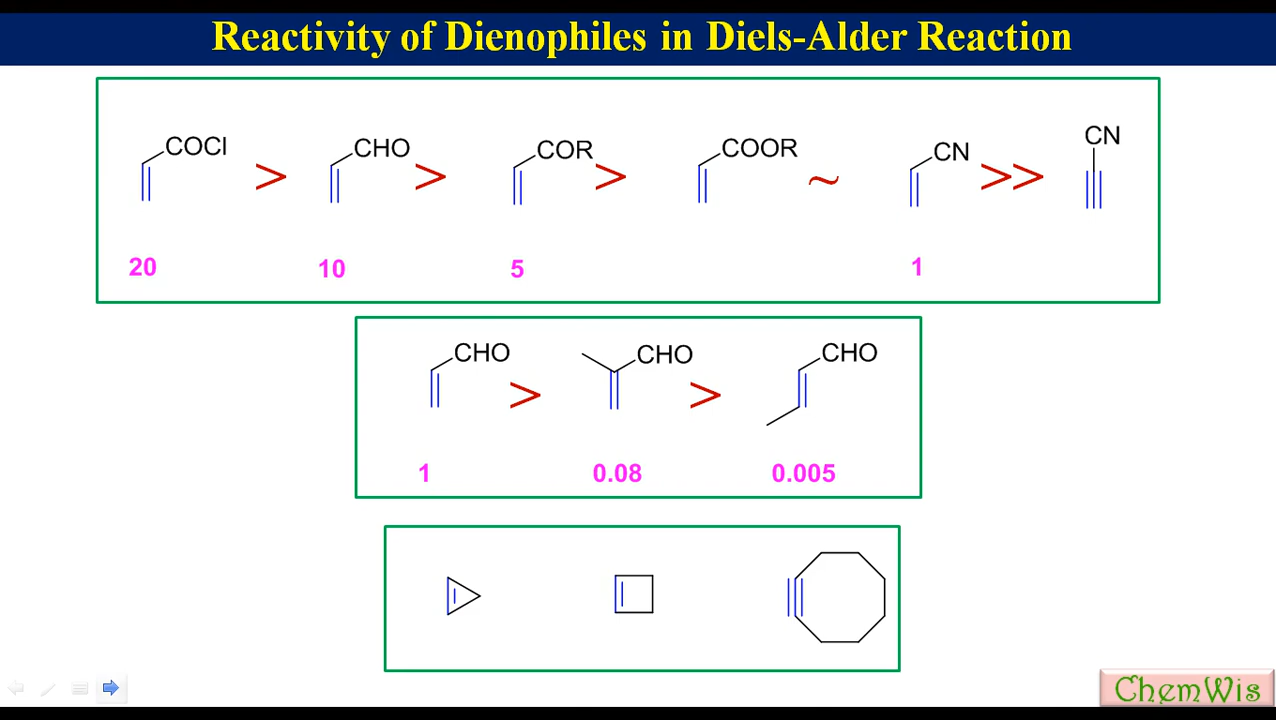 Reactivity of Dienophiles in Diels-Alder Reaction
COCl > CHO > COR > COOR ~ CN >> CN
20 10 5 1
CHO > CHO > CHO
1 0.08 0.005
ChemWis